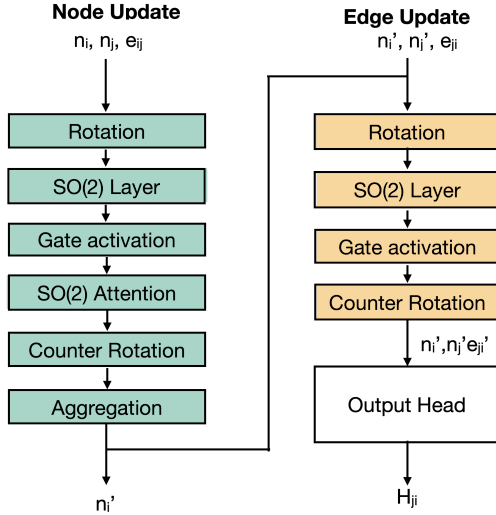 Node Update
nᵢ, nⱼ, eᵢⱼ
Rotation
SO(2) Layer
Gate activation
SO(2) Attention
Counter Rotation
Aggregation
nᵢ’
Edge Update
nᵢ’, nⱼ’, eⱼᵢ
Rotation
SO(2) Layer
Gate activation
Counter Rotation
nᵢ’,nⱼ’eⱼᵢ’
Output Head
Hⱼᵢ